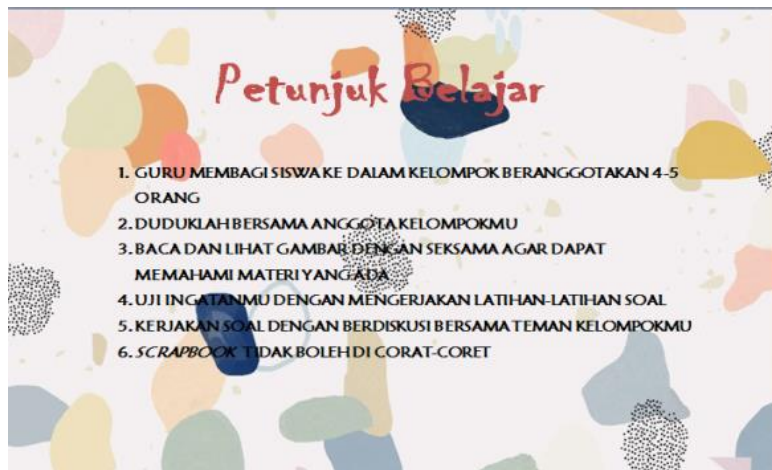 Petunjuk Belajar
1. GURU MEMBAGI SISWA KE DALAM KELOMPOK BERANGGOTAKAN 4-5
ORANG
2. DUDUKLAH BERSAMA ANGGOTA KELOMPOKMU
3. BACA DAN LIHAT GAMBAR DENGAN SEKSAMA AGAR DAPAT
MEMAHAMI MATERI YANG ADA
4. UJI INGATANMU DENGAN MENGERJAKAN LATIHAN-LATIHAN SOAL
5. KERJAKAN SOAL DENGAN BERDISKUSI BERSAMA TEMAN KELOMPOKMU
6. SCRAPBOOK TIDAK BOLEH DI CORAT-CORET